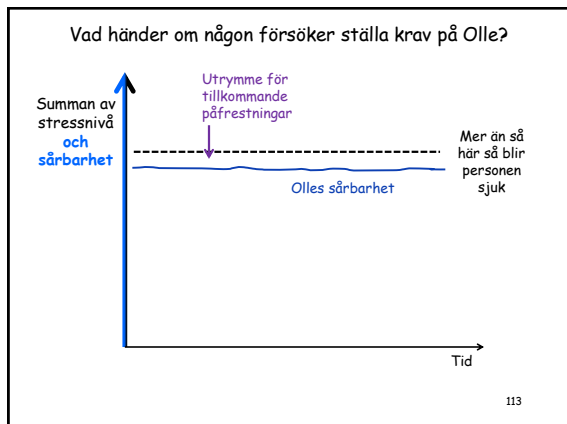 Vad händer om någon försöker ställa krav på Olle?
Summan av
stressnivå
och
sårbarhet
Utrymme för
tillkommande
påfrestningar
Mer än så
här så blir
personen
sjuk
Olles sårbarhet
Tid
113